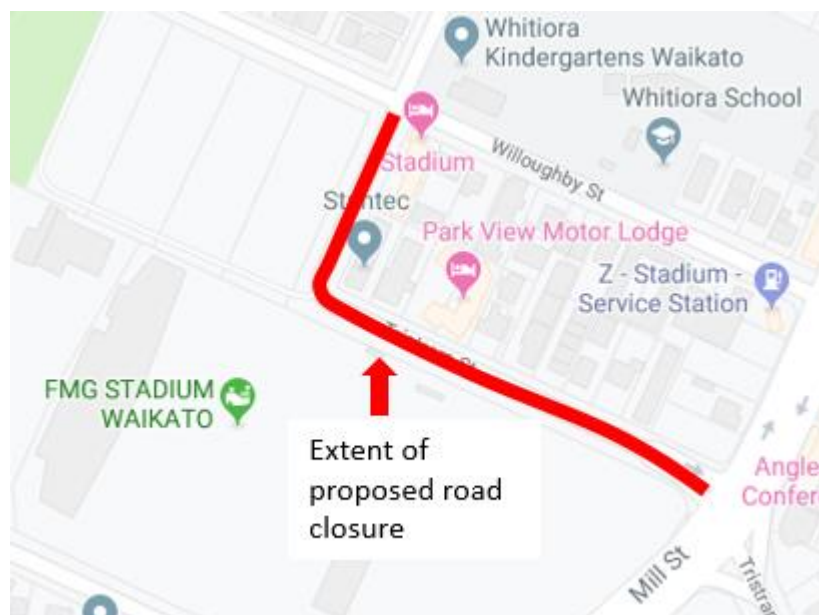 Whitiora
Kindergartens Waikato
Whitiora School
Stadium
Willoughby St
Park View Motor Lodge
Z - Stadium -
Service Station
FMG STADIUM
WAIKATO
Extent of
proposed road
closure
Angle
Confer
Mill St
Tristra